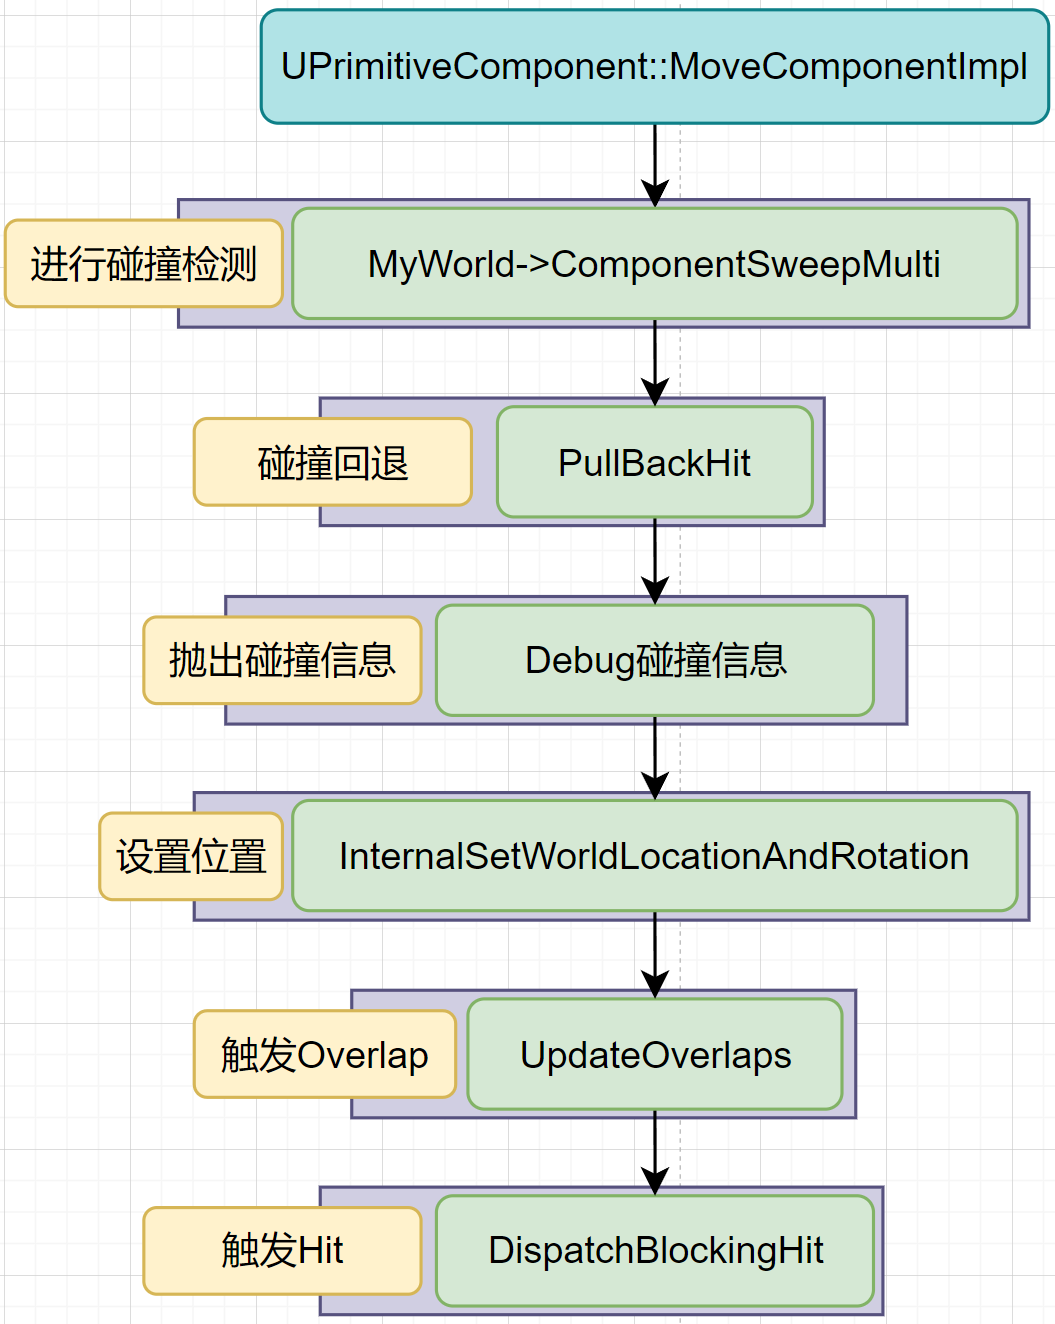 UPrimitiveComponent::MoveComponentImpl
进行碰撞检测
MyWorld->ComponentSweepMulti
碰撞回退
PullBackHit
抛出碰撞信息
Debug碰撞信息
设置位置
InternalSetWorldLocationAndRotation
触发Overlap
UpdateOverlaps
触发Hit
DispatchBlockingHit